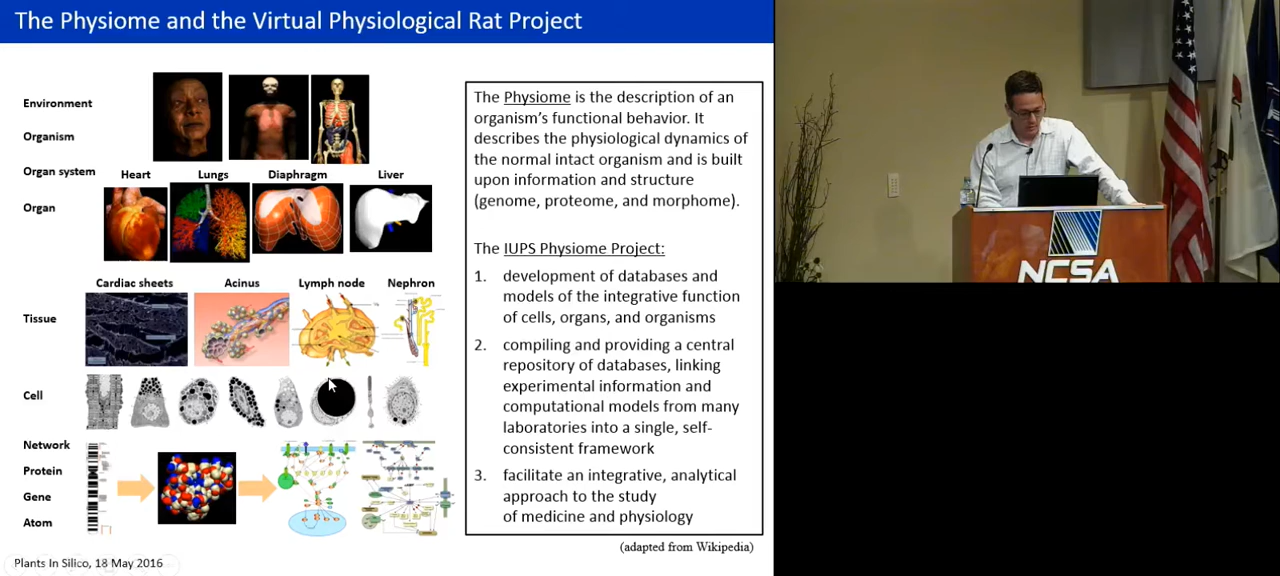 The Physiome and the Virtual Physiological Rat Project
Environment
Organism
Organ system
Heart
Lungs
Diaphragm
Liver
Organ
Cardiac sheets
Acinus
Lymph node
Nephron
Tissue
Cell
Network
Protein
Gene
Atom
The Physiome is the description of an
organism's functional behavior. It
describes the physiological dynamics of
the normal intact organism and is built
upon information and structure
(genome, proteome, and morphome).
The IUPS Physiome Project:
1. development of databases and
models of the integrative function
of cells, organs, and organisms
2. compiling and providing a central
repository of databases, linking
experimental information and
computational models from many
laboratories into a single, self-
consistent framework
3. facilitate an integrative, analytical
approach to the study
of medicine and physiology
(adapted from Wikipedia)
Plants In Silico, 18 May 2016
NCSA